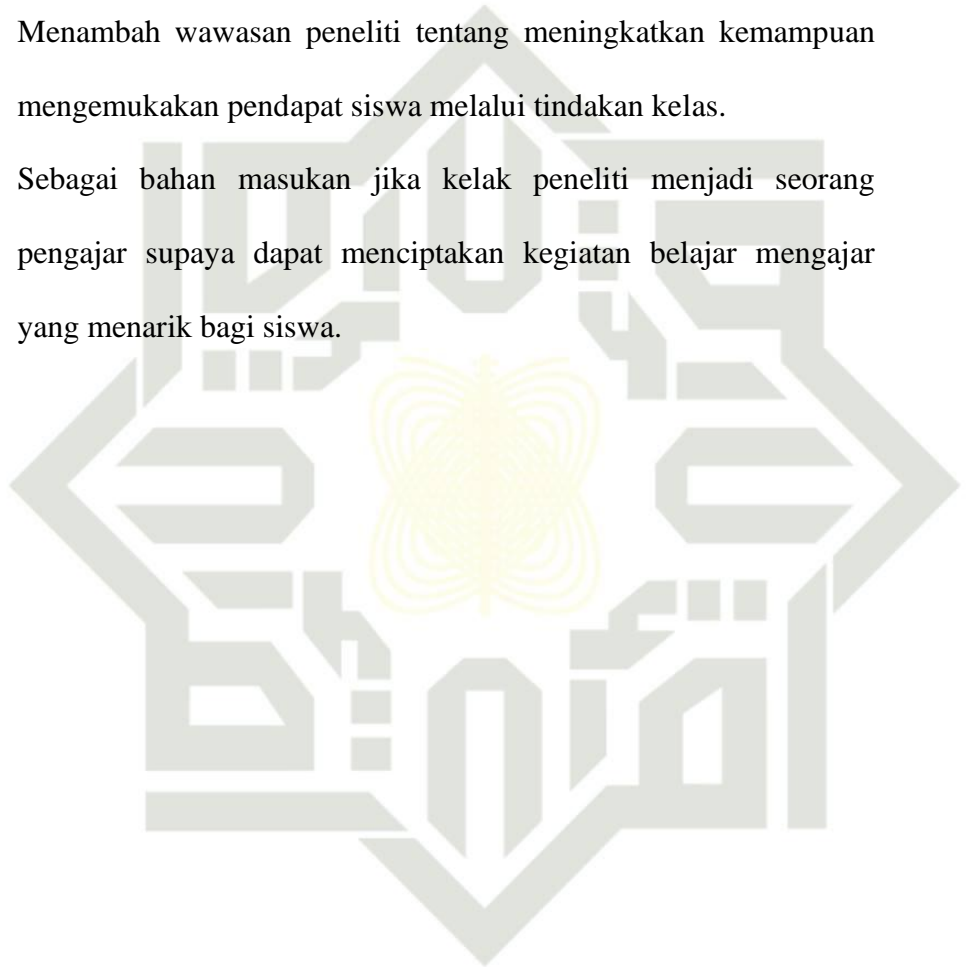 Menambah wawasan peneliti tentang meningkatkan kemampuan
mengemukakan pendapat siswa melalui tindakan kelas.
Sebagai bahan masukan jika kelak peneliti menjadi seorang
pengajar supaya dapat menciptakan kegiatan belajar mengajar
yang menarik bagi siswa.